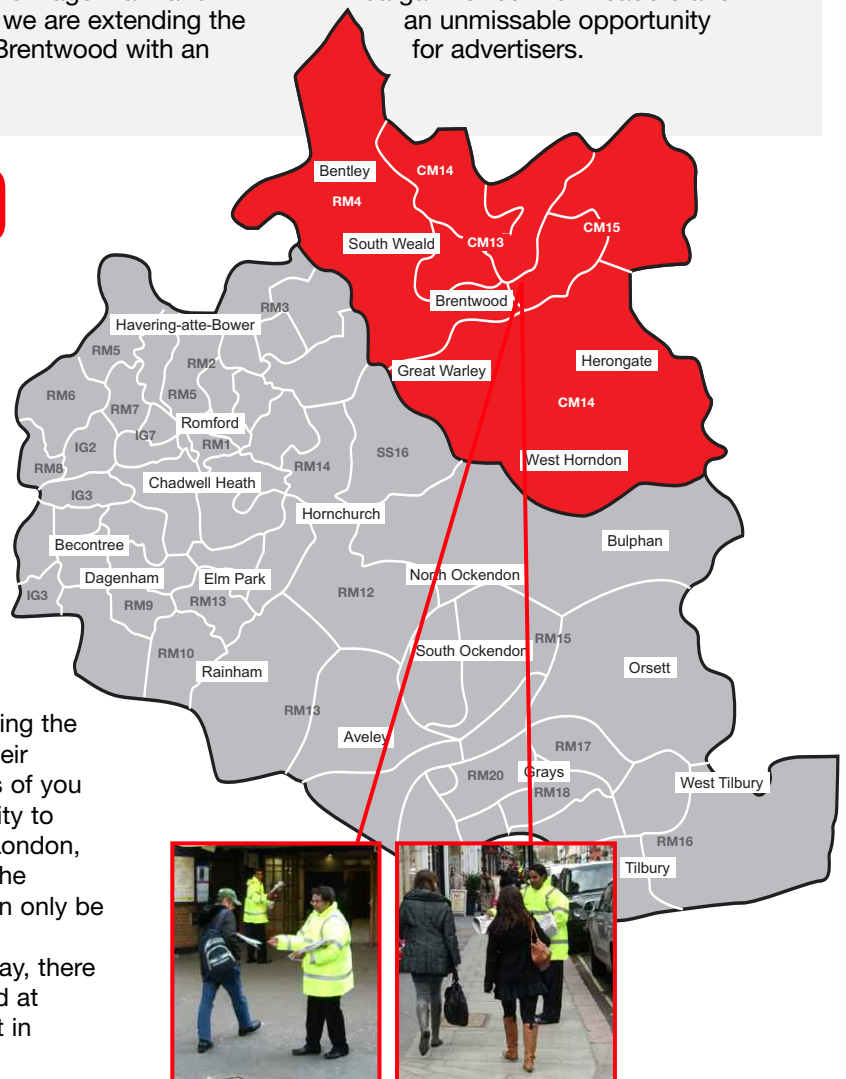 we are extending the
Brentwood with an
an unmissable opportunity
for advertisers.
Bentley
CM14
RM4
CM15
South Weald
CM13
Brentwood
RM3
Havering-atte-Bower
RM5
RM2
Great Warley
Herongate
RM6
RM5
RM7
CM14
Romford
IG7
RM1
IG2
SS16
RM8
RM14
West Horndon
Chadwell Heath
IG3
Hornchurch
Becontree
Bulphan
Dagenham
Elm Park
North Ockendon
IG3
RM9
RM13
RM12
RM15
RM10
South Ockendon
Rainham
Orsett
RM13
Aveley
RM17
RM20
Grays
West Tilbury
RM18
RM16
Tilbury
ing the
eir
s of you
ity to
London,
he
n only be
ay, there
d at
t in